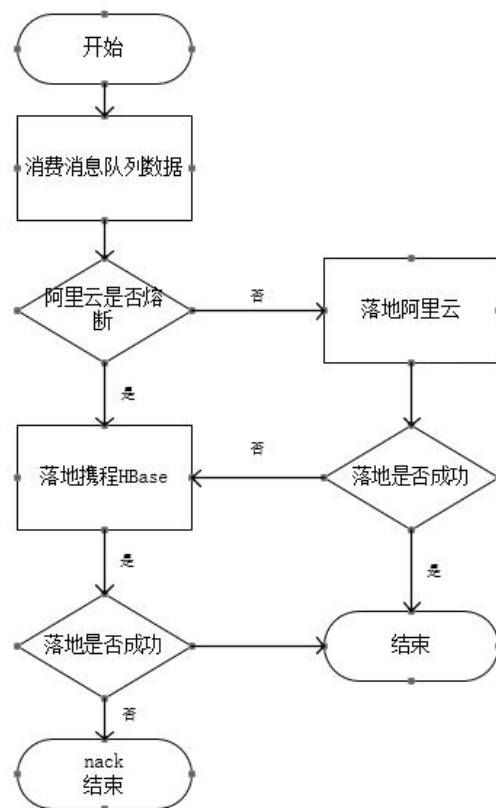 开始
消费消息队列数据
阿里云是否熔
断
否
落地阿里云
是
落地携程HBase
否
落地是否成功
是
是
落地是否成功
结束
否
nack
结束